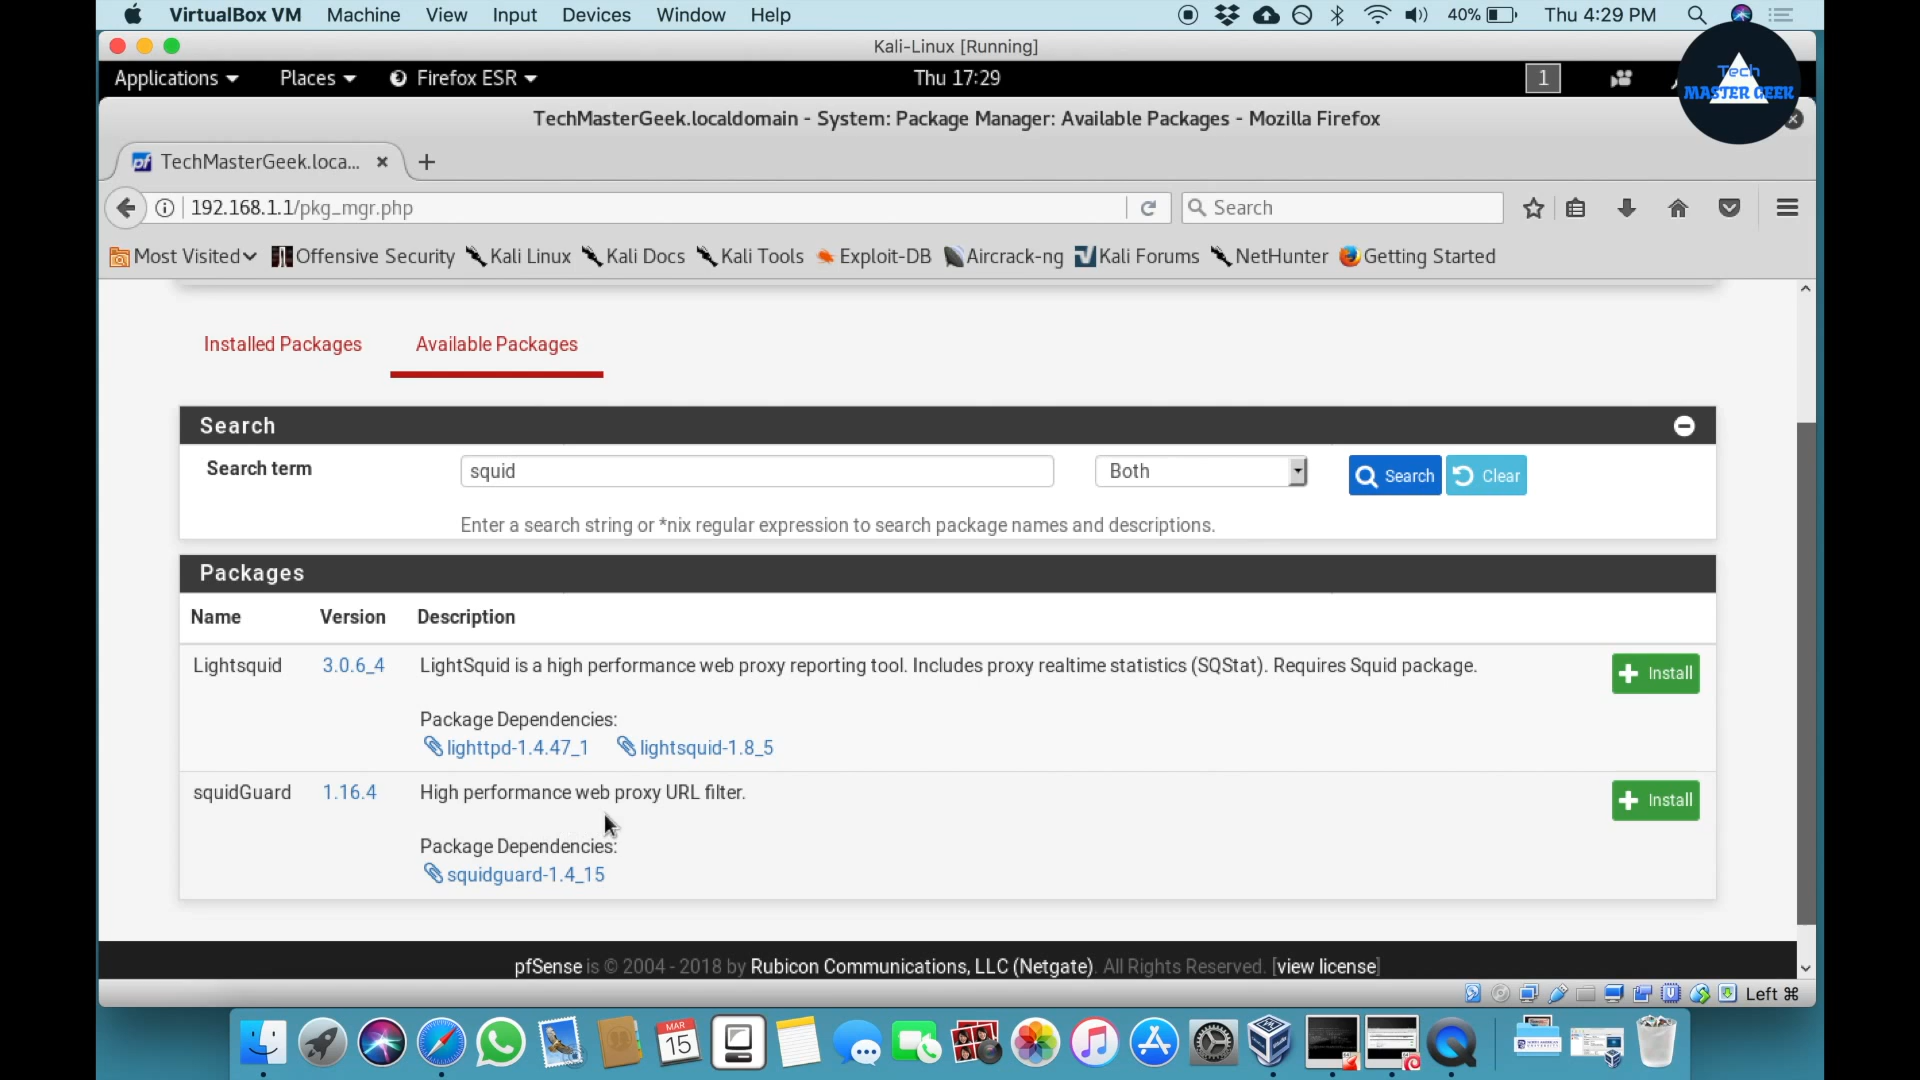 VirtualBox VM Machine View Input Devices Window Help 40% Thu 4:29 PM
Kali-Linux [Running]
Applications Places Firefox ESR Thu 17:29 1
Tech
MASTER GEEK
TechMasterGeek.localdomain - System: Package Manager: Available Packages - Mozilla Firefox
pf TechMasterGeek.loca...
192.168.1.1/pkg_mgr.php Search
Most Visited Offensive Security Kali Linux Kali Docs Kali Tools Exploit-DB Aircrack-ng Kali Forums NetHunter Getting Started
Installed Packages Available Packages
Search
Search term squid Both Search Clear
Enter a search string or *nix regular expression to search package names and descriptions.
Packages
Name Version Description
Lightsquid 3.0.6_4 LightSquid is a high performance web proxy reporting tool. Includes proxy realtime statistics (SQStat). Requires Squid package. Install
Package Dependencies:
lighttpd-1.4.47_1 lightsquid-1.8_5
squidGuard 1.16.4 High performance web proxy URL filter. Install
Package Dependencies:
squidguard-1.4_15
pfSense is © 2004 - 2018 by Rubicon Communications, LLC (Netgate). All Rights Reserved. [view license]
Left ⌘
MAR
15